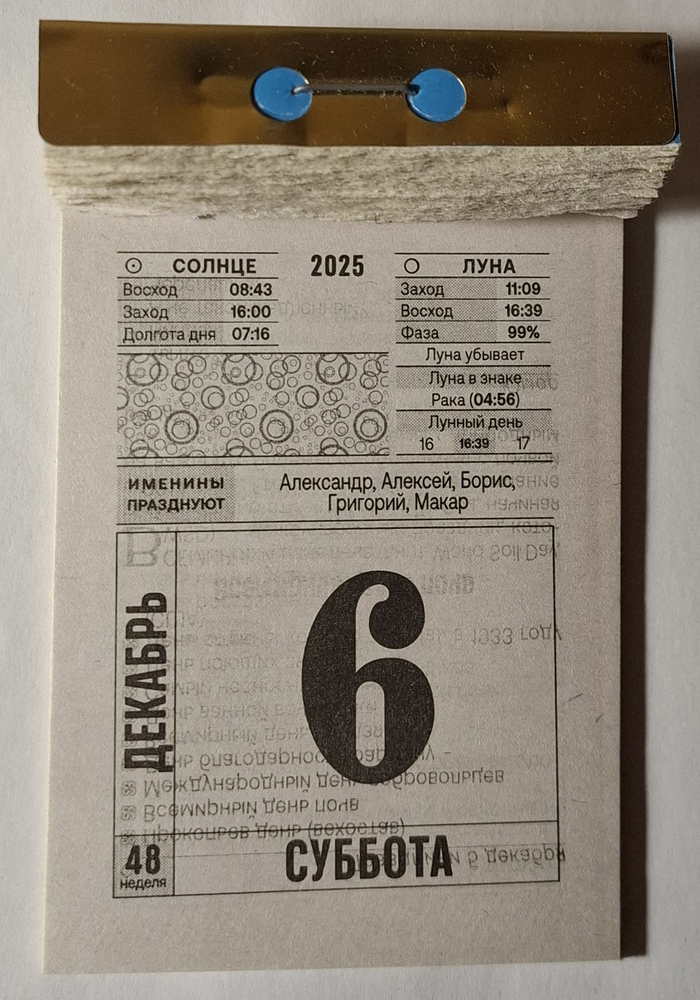 СОЛНЦЕ
Восход 08:43
Заход 16:00
Долгота дня 07:16
2025
ЛУНА
Заход 11:09
Восход 16:39
Фаза 99%
Луна убывает
Луна в знаке
Рака (04:56)
Лунный день
16 16:39 17
ИМЕНИНЫ
ПРАЗДНУЮТ
Александр, Алексей, Борис,
Григорий, Макар
ДЕКАБРЬ
6
48
неделя
СУББОТА